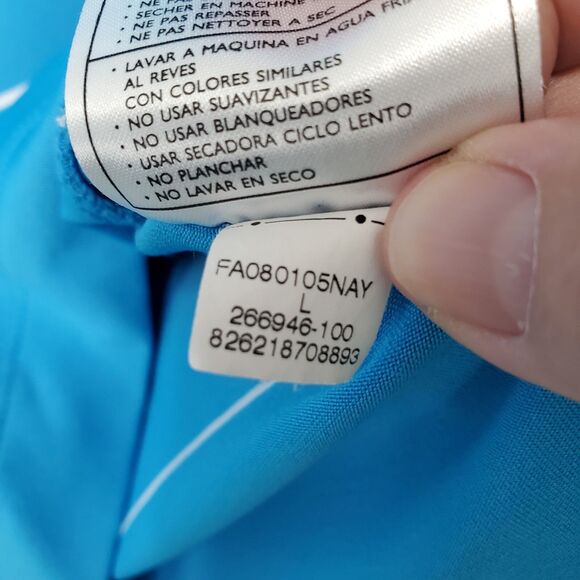 · NE PAS
SECHER EN MACHINE
· NE PAS REPASSER
· NE PAS NETTOYER A SEC
· LAVAR A MAQUINA EN AGUA FRIA
AL REVES
CON COLORES SIMILARES
· NO USAR SUAVIZANTES
· NO USAR BLANQUEADORES
· USAR SECADORA CICLO LENTO
· NO PLANCHAR
· NO LAVAR EN SECO
FA080105NAY
L
266946-100
826218708893